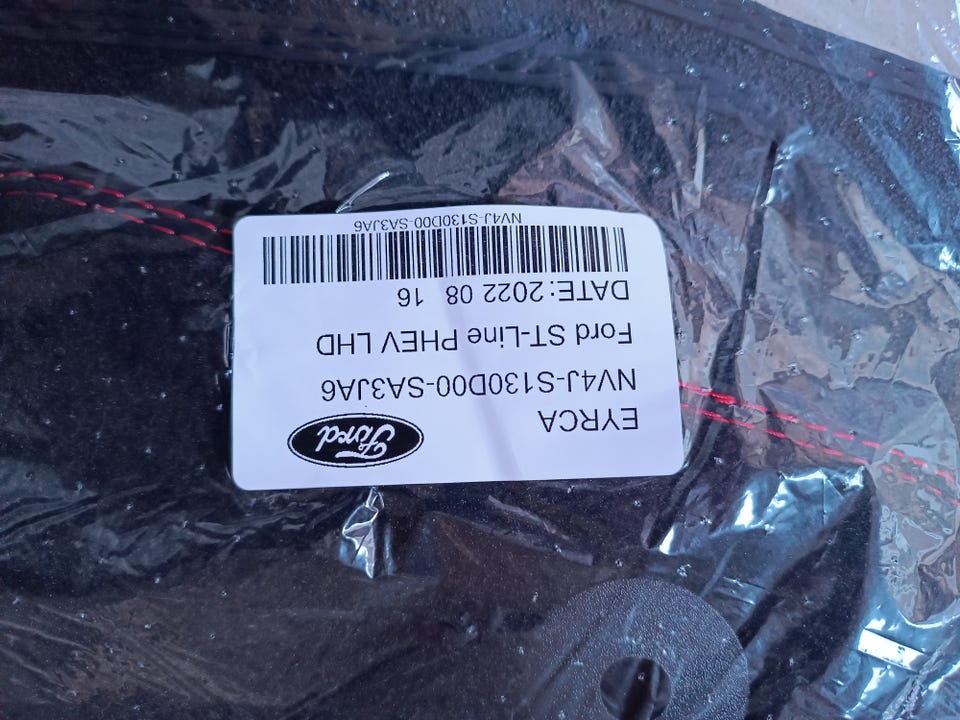 EYRCA
Ford
NV4J-S130D00-SA3JA6
Ford ST-Line PHEV LHD
DATE:2022 08 16
NV4J-S130D00-SA3JA6